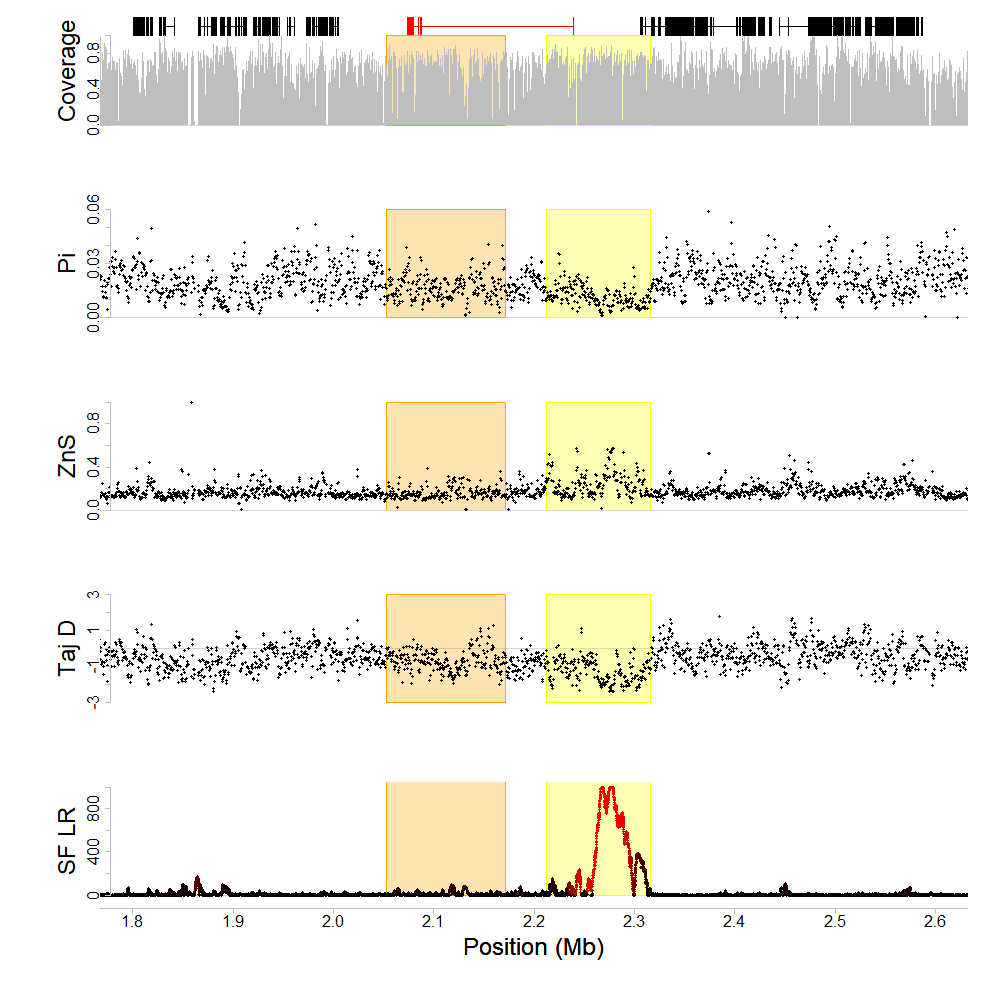 Coverage
0.0 0.4 0.8
Pi
0.00 0.03 0.06
ZnS
0.0 0.4 0.8
Taj D
-3 -1 1 3
SF LR
0 400 800
1.8 1.9 2.0 2.1 2.2 2.3 2.4 2.5 2.6
Position (Mb)